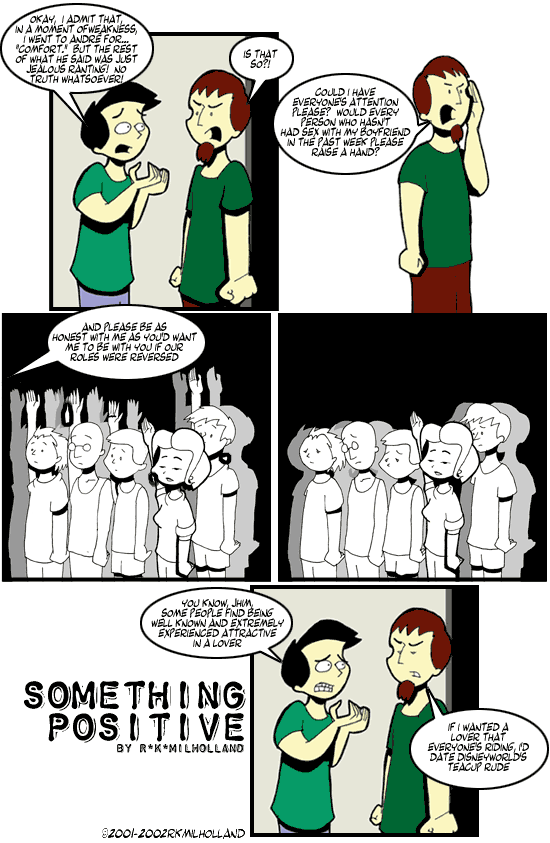 OKAY, I ADMIT THAT,
IN A MOMENT OFWEAKNESS,
I WENT TO ANDRE FOR...
"COMFORT." BUT THE REST
OF WHAT HE SAID WAS JUST
JEALOUS RANTING! NO
TRUTH WHATSOEVER!
IS THAT
SO?!
COULD I HAVE
EVERYONE'S ATTENTION
PLEASE? WOULD EVERY
PERSON WHO HASN'T
HAD SEX WITH MY BOYFRIEND
IN THE PAST WEEK PLEASE
RAISE A HAND?
AND PLEASE BE AS
HONEST WITH ME AS YOU'D WANT
ME TO BE WITH YOU IF OUR
ROLES WERE REVERSED
YOU KNOW, JHIM,
SOME PEOPLE FIND BEING
WELL KNOWN AND EXTREMELY
EXPERIENCED ATTRACTIVE
IN A LOVER
IF I WANTED A
LOVER THAT
EVERYONE'S RIDING, I'D
DATE DISNEYWORLD'S
TEACUP RIDE
SOMETHING
POSITIVE
BY R*K*MILHOLLAND
©2001-2002RKMILHOLLAND